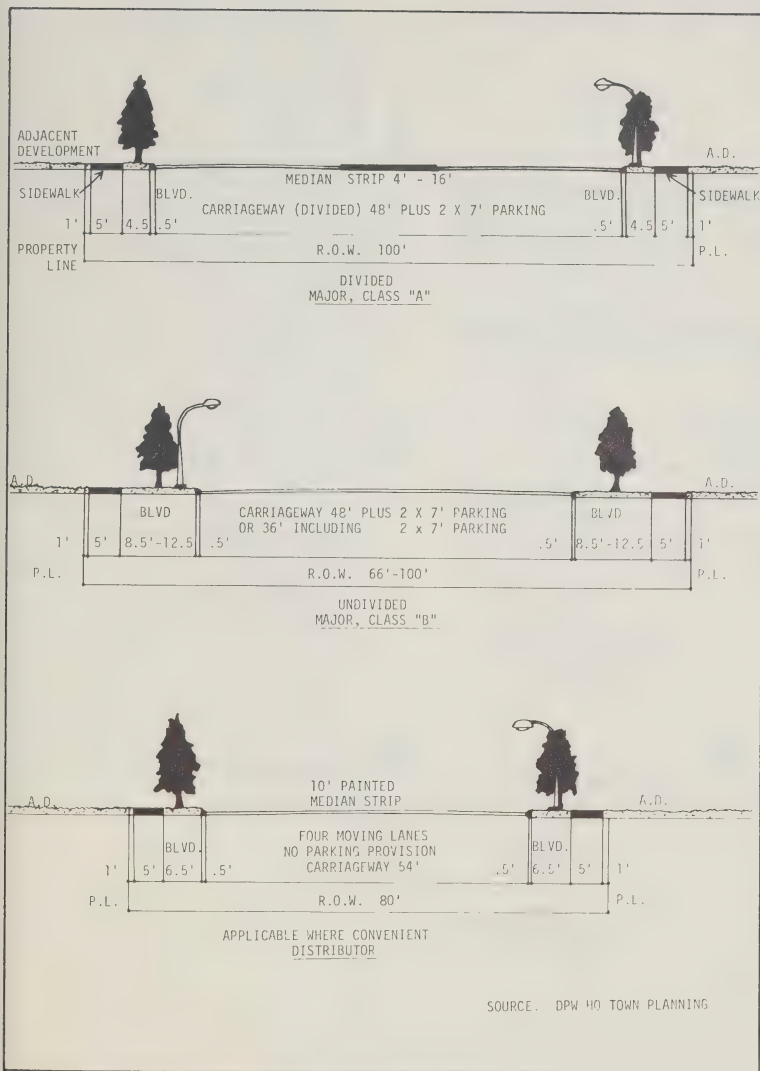 ADJACENT
DEVELOPMENT
A.D.
SIDEWALK
BLVD.
MEDIAN STRIP 4' - 16'
BLVD.
SIDEWALK
CARRIAGEWAY (DIVIDED) 48' PLUS 2 X 7' PARKING
1' 5' 4.5 .5' .5' 4.5 5' 1'
PROPERTY
LINE
R.O.W. 100'
P.L.
DIVIDED
MAJOR, CLASS "A"
A.D. A.D.
BLVD
CARRIAGEWAY 48' PLUS 2 X 7' PARKING
BLVD
OR 36' INCLUDING 2 x 7' PARKING
1' 5' 8.5'-12.5 .5' .5' 8.5'-12.5 5' 1'
P.L. R.O.W. 66'-100' P.L.
UNDIVIDED
MAJOR, CLASS "B"
10' PAINTED
MEDIAN STRIP
A.D. A.D.
FOUR MOVING LANES
BLVD. NO PARKING PROVISION BLVD.
CARRIAGEWAY 54'
1' 5' 6.5' .5' .5' 6.5' 5' 1'
P.L. R.O.W. 80' P.L.
APPLICABLE WHERE CONVENIENT
DISTRIBUTOR
SOURCE. DPW HQ TOWN PLANNING